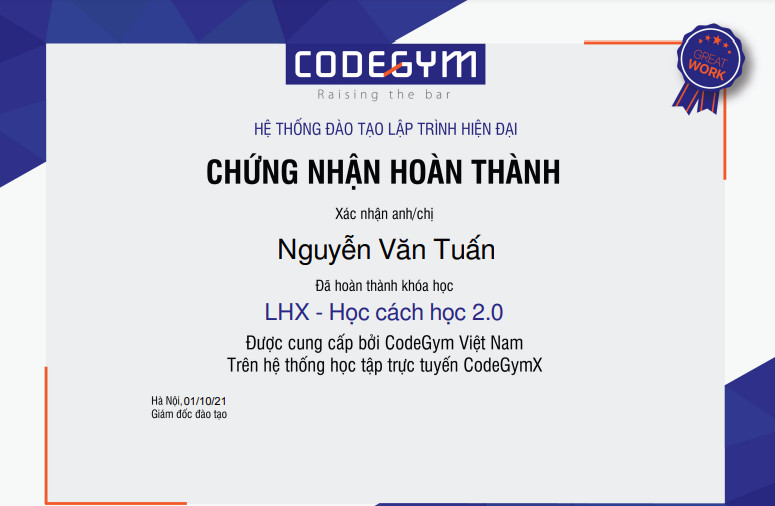 CODEGYM
Raising the bar
GREAT
WORK
HỆ THỐNG ĐÀO TẠO LẬP TRÌNH HIỆN ĐẠI
CHỨNG NHẬN HOÀN THÀNH
Xác nhận anh/chị
Nguyễn Văn Tuấn
Đã hoàn thành khóa học
LHX - Học cách học 2.0
Được cung cấp bởi CodeGym Việt Nam
Trên hệ thống học tập trực tuyến CodeGymX
Hà Nội, 01/10/21
Giám đốc đào tạo